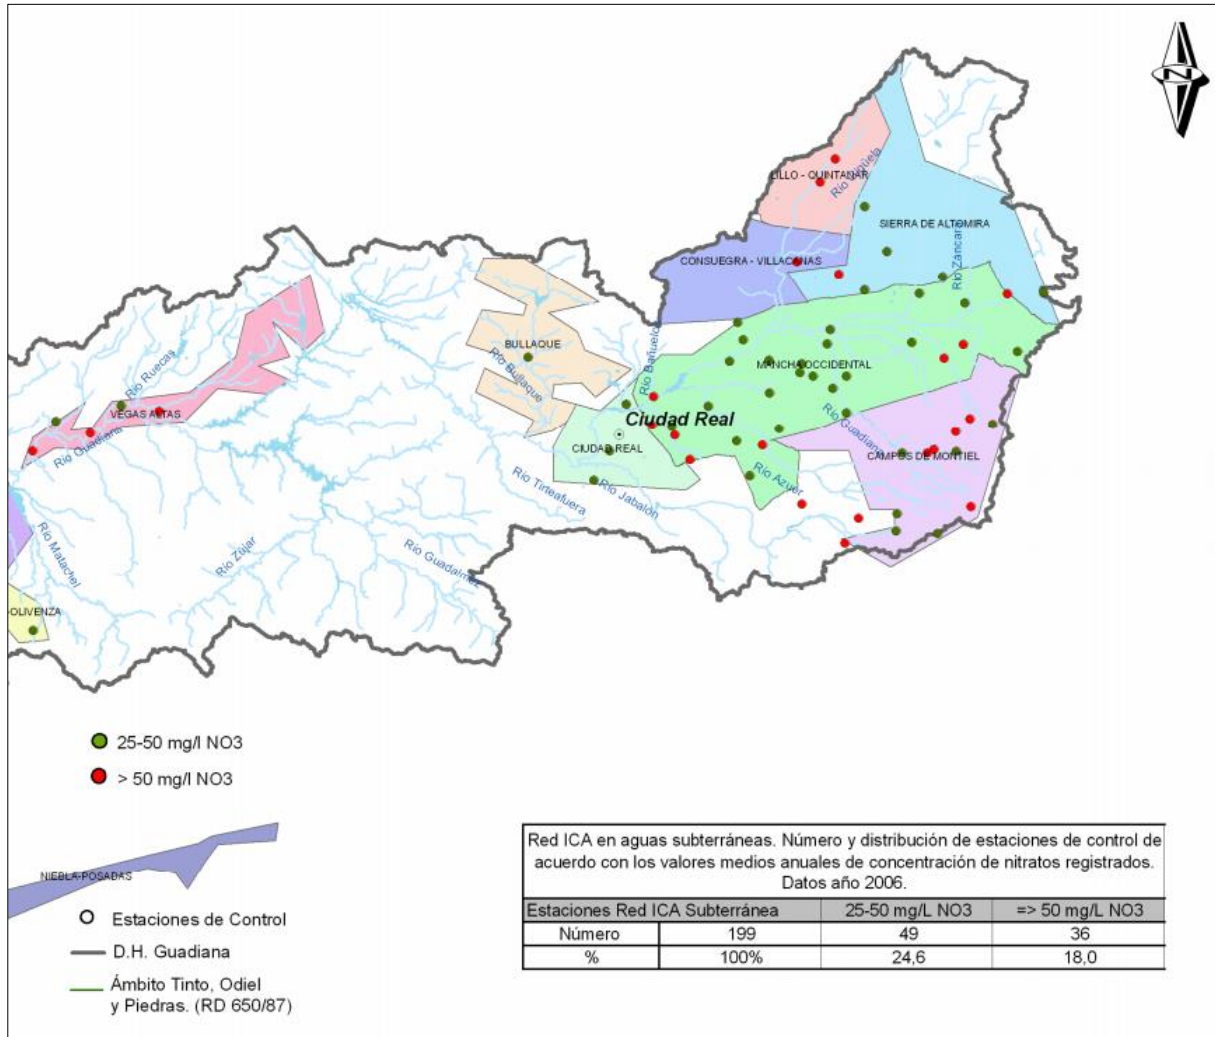 N
LILLO - QUINTANAR
Río Gigüela
SIERRA DE ALTOMIRA
Río Záncara
CONSUEGRA - VILLACAÑAS
BULLAQUE
Río Bullaque
Río Bañuelos
MANCHA OCCIDENTAL
Río Ruecas
VEGAS ALTAS
Río Guadiana
Ciudad Real
CIUDAD REAL
Río Guadiana
CAMPOS DE MONTIEL
Río Azuer
Río Tirteafuera
Río Jabalón
Río Matachel
Río Zújar
Río Guadalmez
-OLIVENZA
25-50 mg/l NO3
> 50 mg/l NO3
NIEBLA-POSADAS
Estaciones de Control
D.H. Guadiana
Ámbito Tinto, Odiel
y Piedras. (RD 650/87)
Red ICA en aguas subterráneas. Número y distribución de estaciones de control de
acuerdo con los valores medios anuales de concentración de nitratos registrados.
Datos año 2006.
Estaciones Red ICA Subterránea 25-50 mg/L NO3 => 50 mg/L NO3
Número 199 49 36
% 100% 24,6 18,0